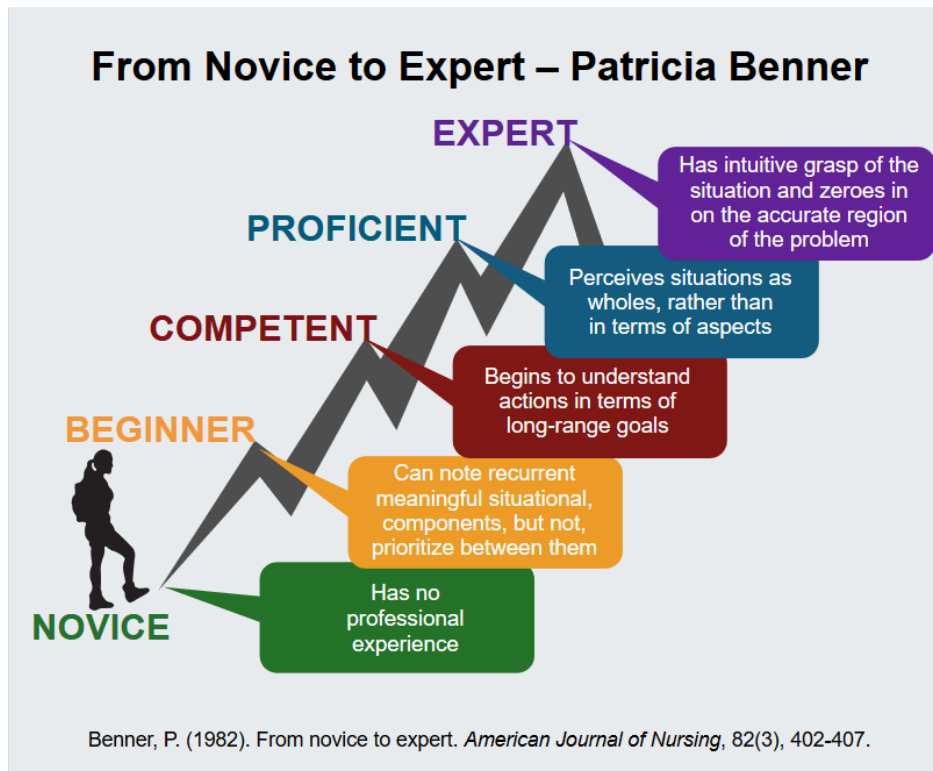 From Novice to Expert – Patricia Benner
EXPERT
Has intuitive grasp of the
situation and zeroes in
on the accurate region
of the problem
PROFICIENT
Perceives situations as
wholes, rather than
in terms of aspects
COMPETENT
Begins to understand
actions in terms of
long-range goals
BEGINNER
Can note recurrent
meaningful situational,
components, but not,
prioritize between them
NOVICE
Has no
professional
experience
Benner, P. (1982). From novice to expert. American Journal of Nursing, 82(3), 402-407.